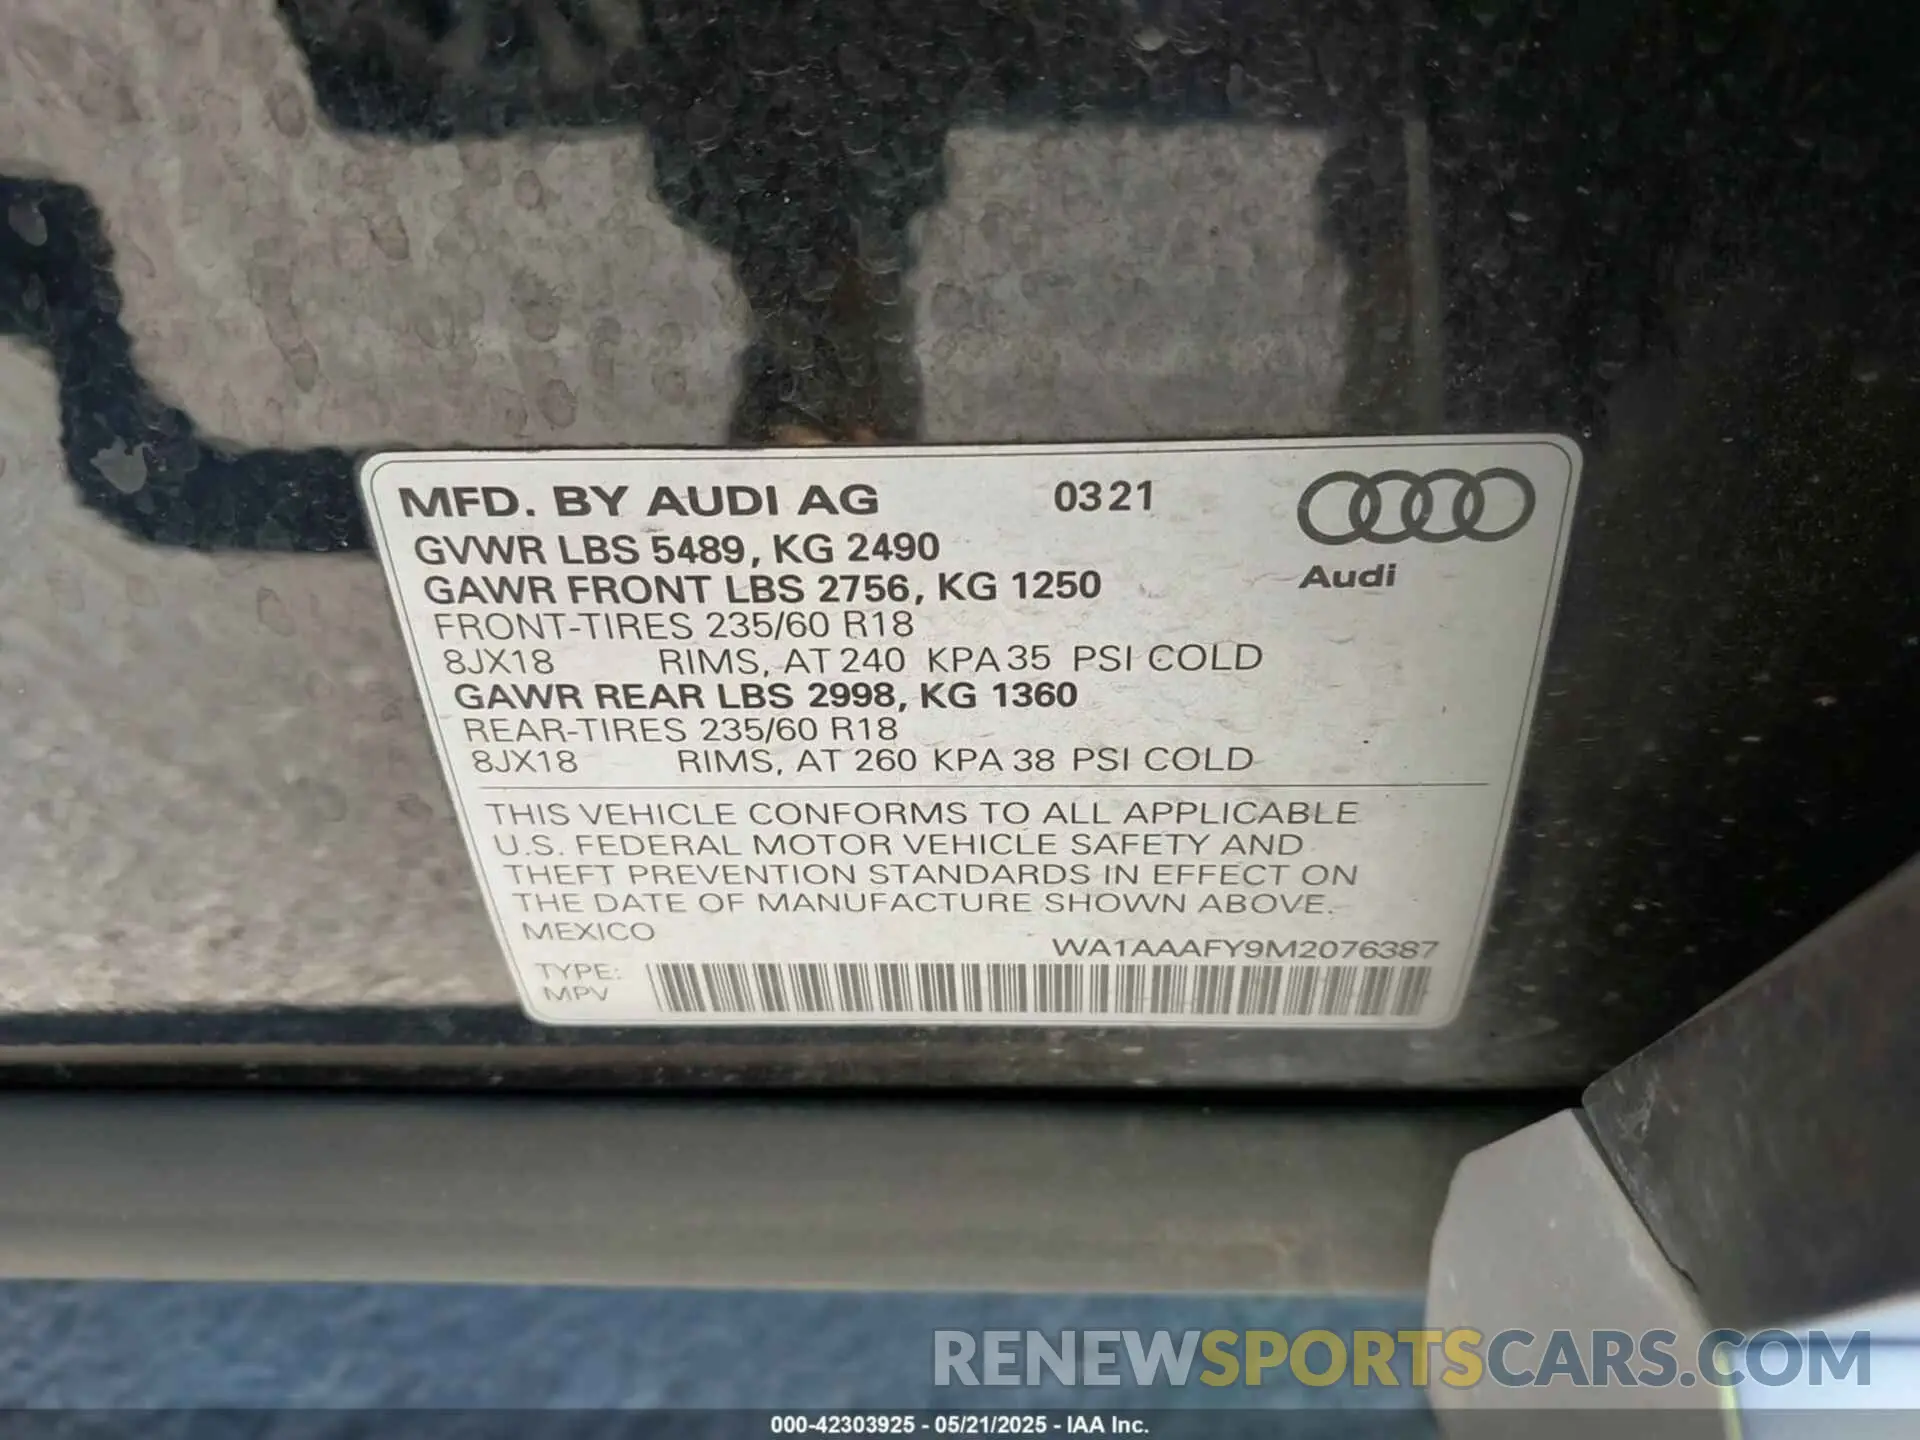 MFD. BY AUDI AG 03 21
GVWR LBS 5489, KG 2490
GAWR FRONT LBS 2756, KG 1250
Audi
FRONT-TIRES 235/60 R18
8JX18 RIMS, AT 240 KPA 35 PSI COLD
GAWR REAR LBS 2998, KG 1360
REAR-TIRES 235/60 R18
8JX18 RIMS, AT 260 KPA 38 PSI COLD
THIS VEHICLE CONFORMS TO ALL APPLICABLE
U.S. FEDERAL MOTOR VEHICLE SAFETY AND
THEFT PREVENTION STANDARDS IN EFFECT ON
THE DATE OF MANUFACTURE SHOWN ABOVE.
MEXICO
WA1AAAFY9M2076387
TYPE:
MPV
RENEWSPORTSCARS.COM
000-42303925 - 05/21/2025 - IAA Inc.